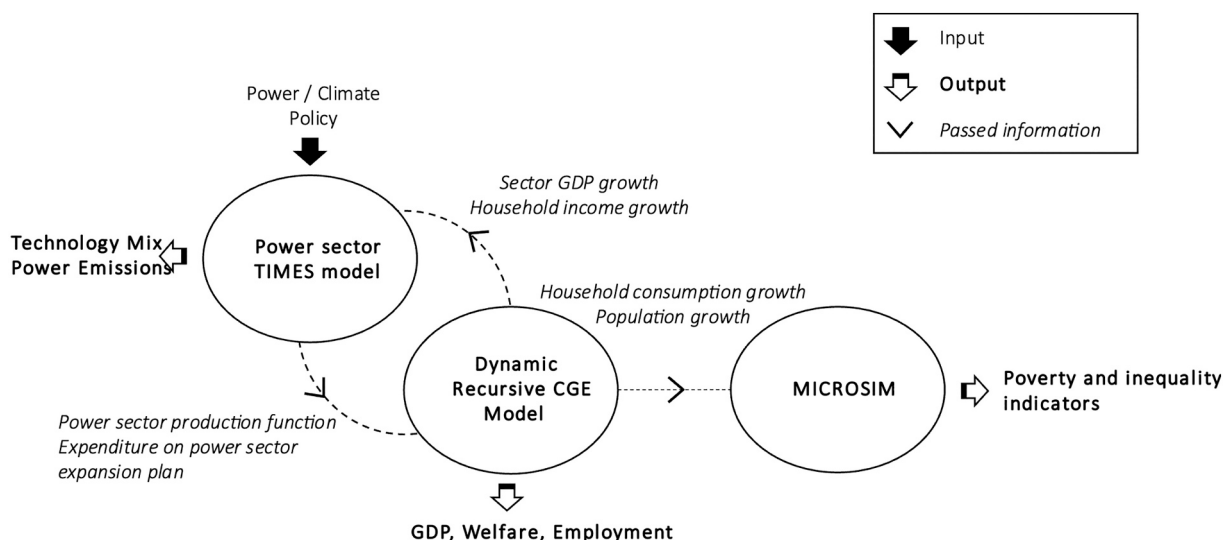 Input
Output
Passed information
Power / Climate
Policy
Sector GDP growth
Household income growth
Technology Mix
Power Emissions
Power sector
TIMES model
Household consumption growth
Population growth
Dynamic
Recursive CGE
Model
MICROSIM
Poverty and inequality
indicators
Power sector production function
Expenditure on power sector
expansion plan
GDP, Welfare, Employment